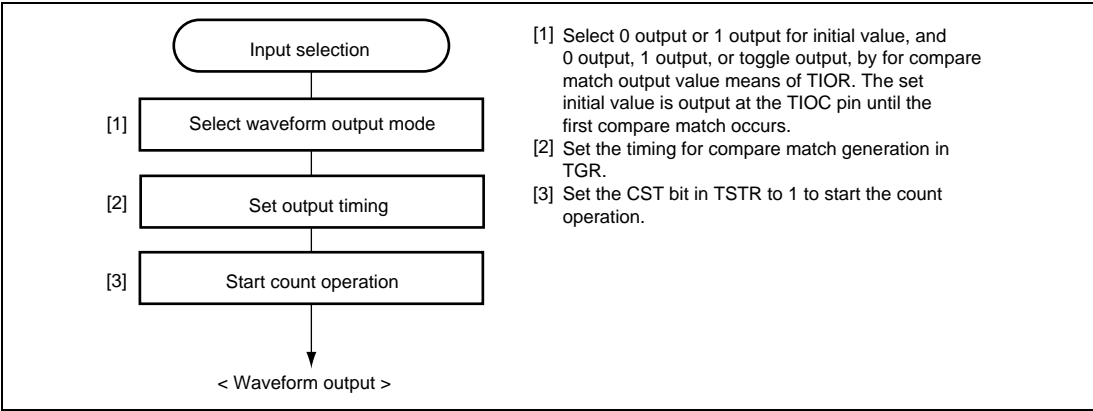 Input selection
[1] Select waveform output mode
[2] Set output timing
[3] Start count operation
< Waveform output >
[1] Select 0 output or 1 output for initial value, and
0 output, 1 output, or toggle output, by for compare
match output value means of TIOR. The set
initial value is output at the TIOC pin until the
first compare match occurs.
[2] Set the timing for compare match generation in
TGR.
[3] Set the CST bit in TSTR to 1 to start the count
operation.